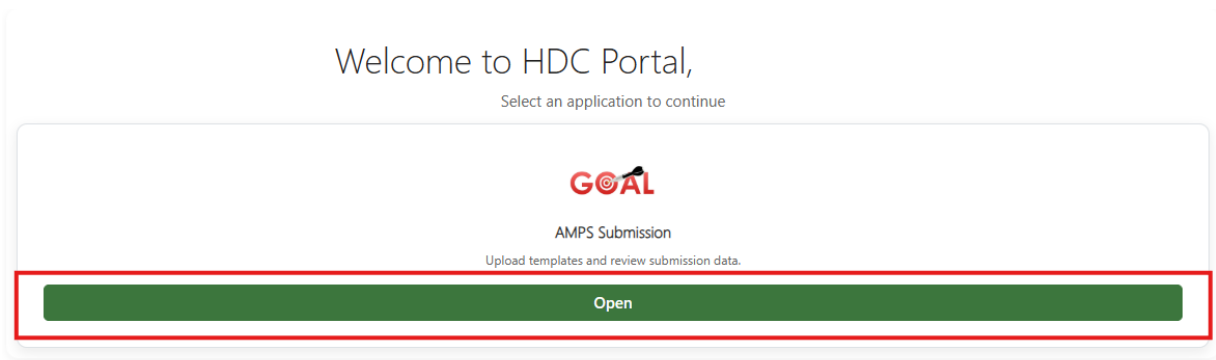 Welcome to HDC Portal,
Select an application to continue
GOAL
AMPS Submission
Upload templates and review submission data.
Open